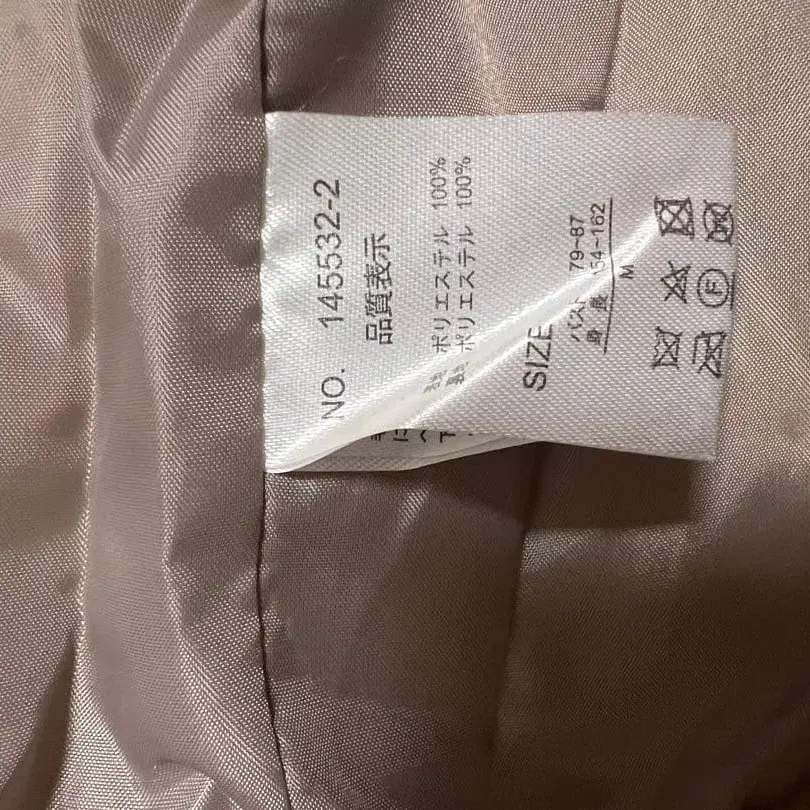 NO. 145532-2
品質表示
ポリエステル 100%
ポリエステル 100%
SIZE
バスト 79~87
身長 154~162
M
F